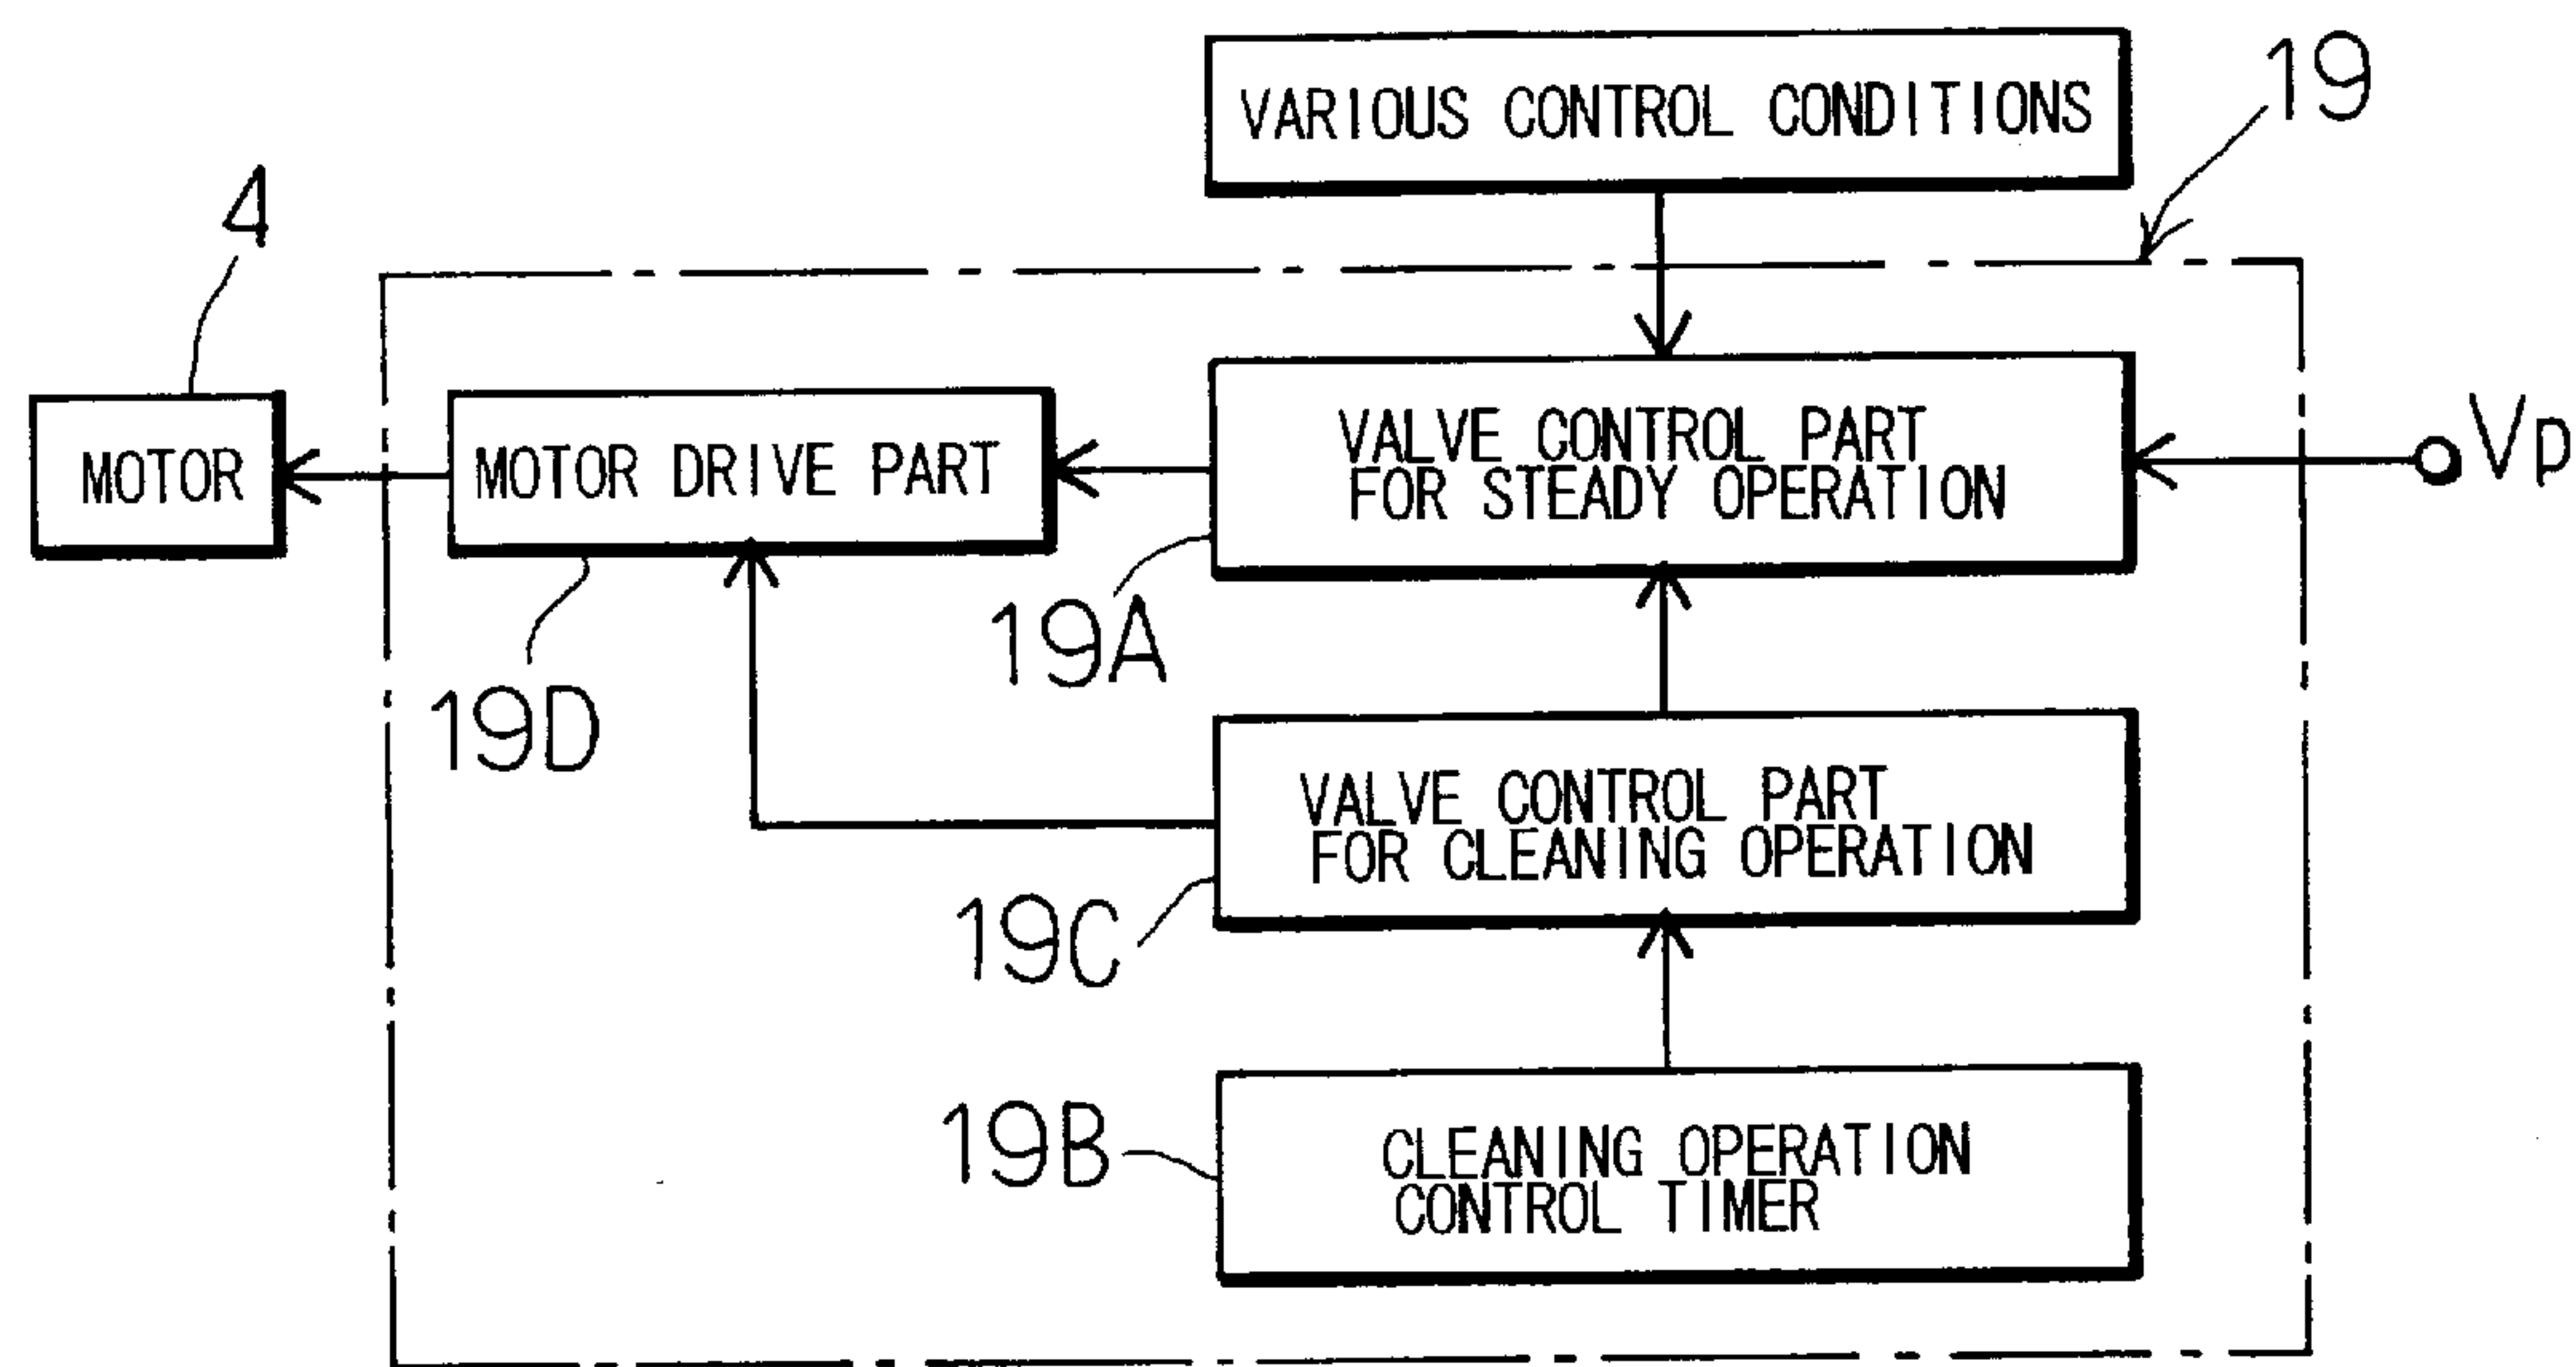 VARIOUS CONTROL CONDITIONS
19
4
MOTOR
MOTOR DRIVE PART
VALVE CONTROL PART
FOR STEADY OPERATION
Vp
19A
19D
VALVE CONTROL PART
FOR CLEANING OPERATION
19C
19B
CLEANING OPERATION
CONTROL TIMER